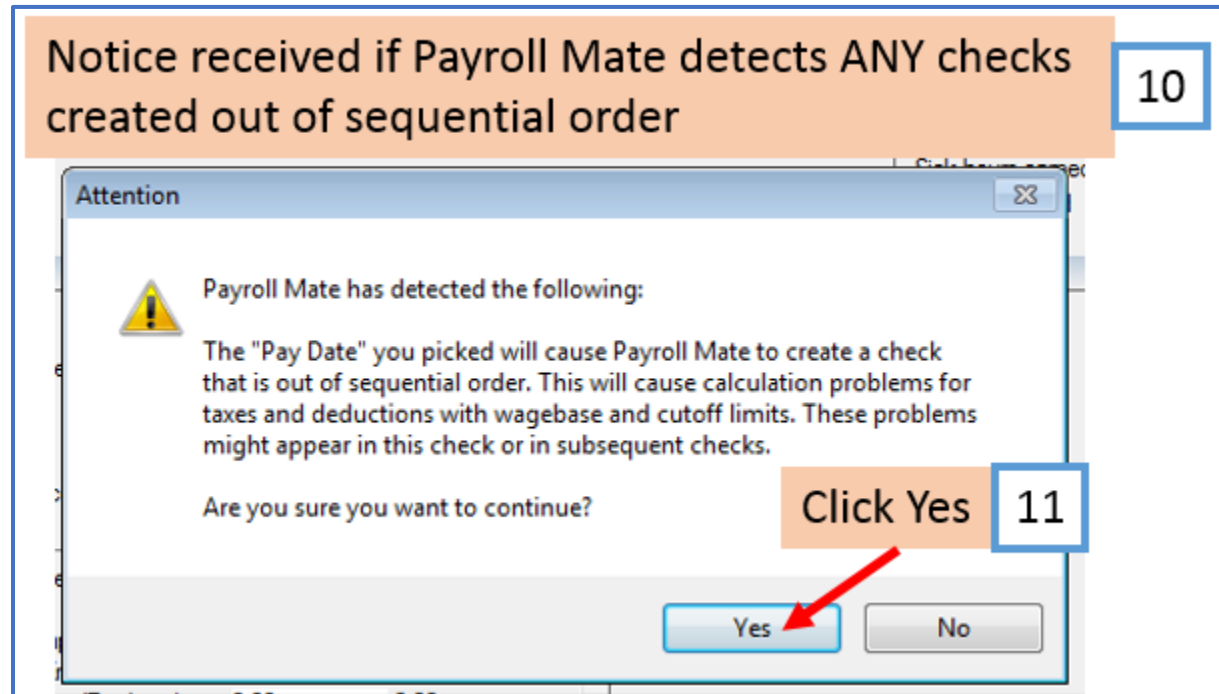 Notice received if Payroll Mate detects ANY checks
created out of sequential order
10
Attention
Payroll Mate has detected the following:
The "Pay Date" you picked will cause Payroll Mate to create a check
that is out of sequential order. This will cause calculation problems for
taxes and deductions with wagebase and cutoff limits. These problems
might appear in this check or in subsequent checks.
Are you sure you want to continue?
Click Yes
11
Yes
No